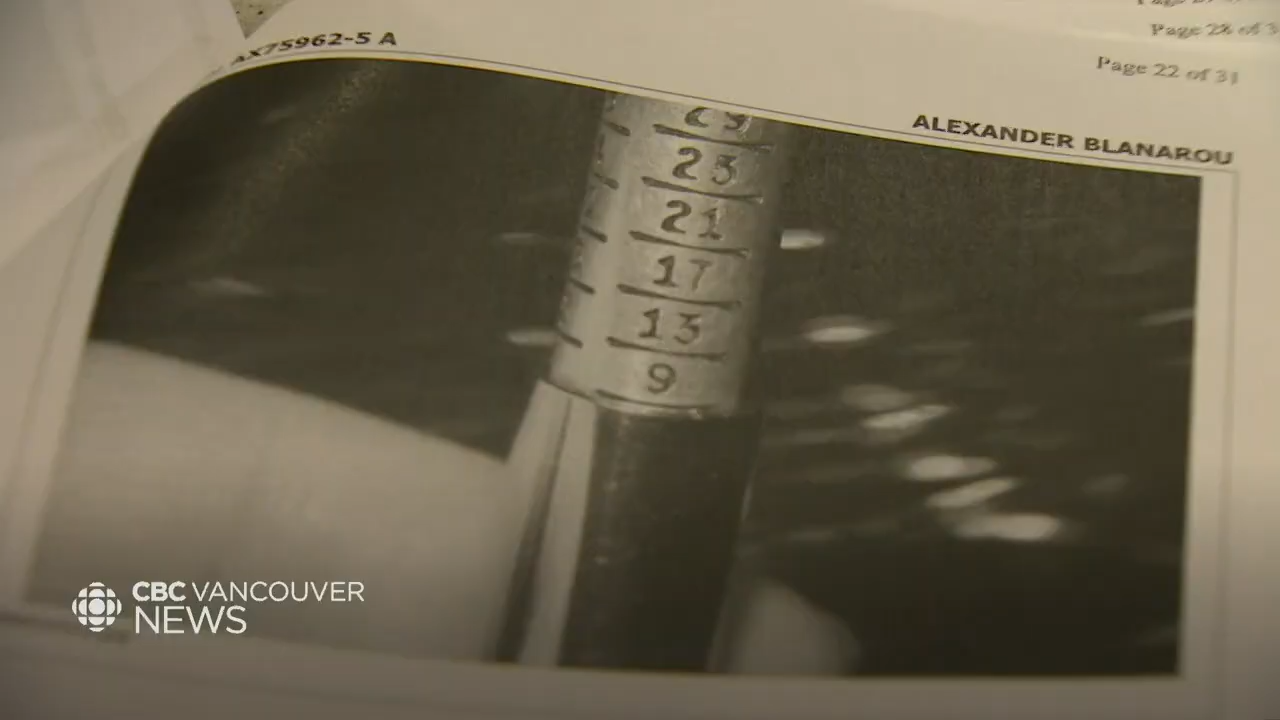 AX75962-5 A
Page 28 of 3
Page 22 of 31
ALEXANDER BLANAROU
29
25
21
17
13
9
CBC VANCOUVER
NEWS